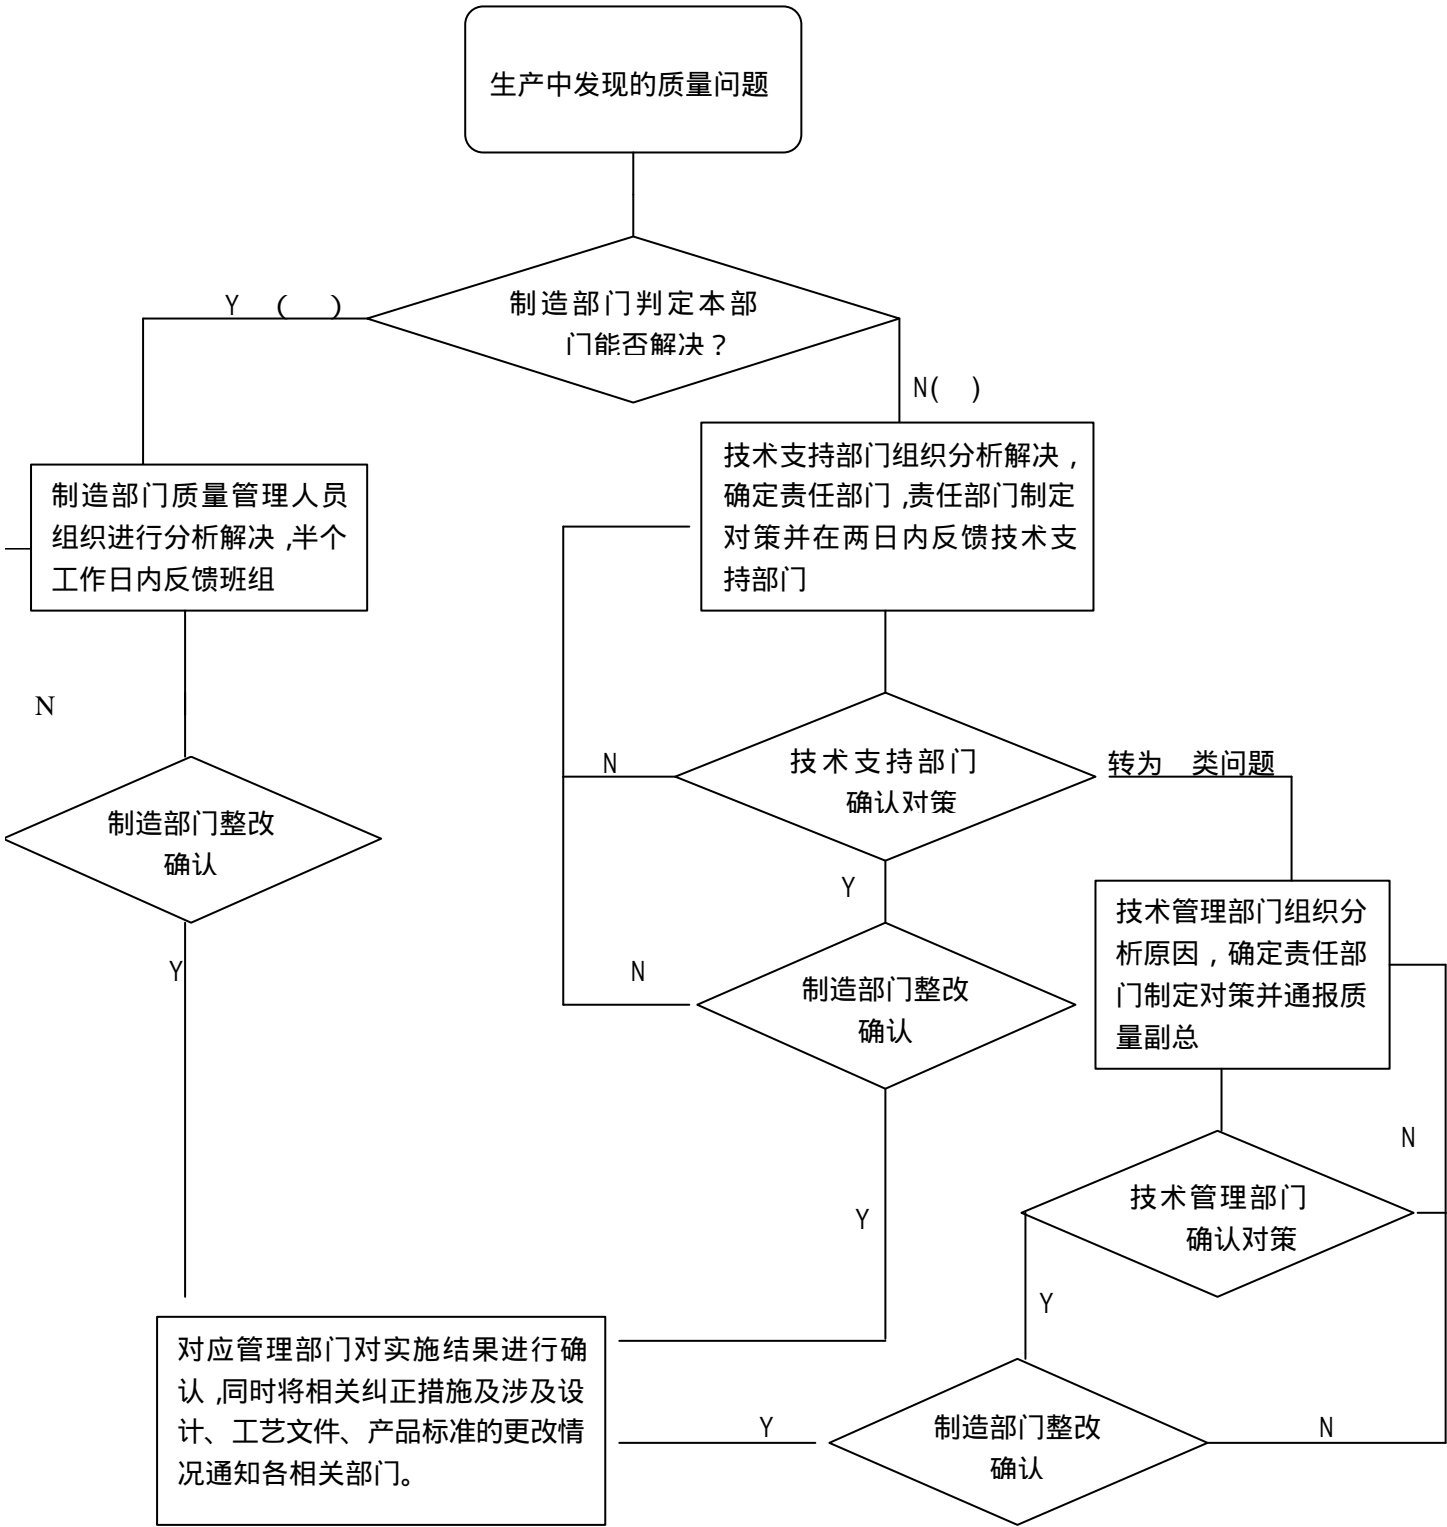 生产中发现的质量问题
制造部门判定本部
门能否解决？
Y （ ）
N( )
制造部门质量管理人员
组织进行分析解决,半个
工作日内反馈班组
技术支持部门组织分析解决，
确定责任部门,责任部门制定
对策并在两日内反馈技术支
持部门
N
技术支持部门
确认对策
N
转为 类问题
制造部门整改
确认
Y
技术管理部门组织分
析原因，确定责任部
门制定对策并通报质
量副总
Y
N
制造部门整改
确认
N
技术管理部门
确认对策
Y
Y
对应管理部门对实施结果进行确
认,同时将相关纠正措施及涉及设
计、工艺文件、产品标准的更改情
况通知各相关部门。
Y
制造部门整改
确认
N